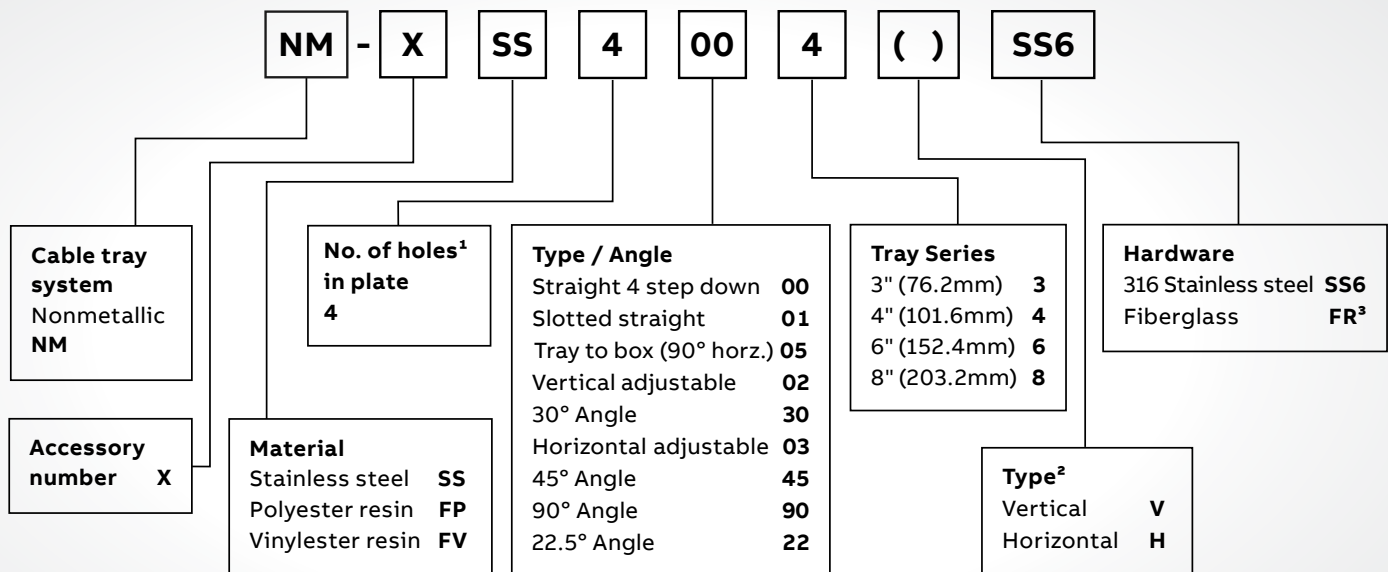 NM - X SS 4 00 4 ( ) SS6
Cable tray
system
Nonmetallic
NM
Accessory
number X
Material
Stainless steel SS
Polyester resin FP
Vinylester resin FV
No. of holes¹
in plate
4
Type / Angle
Straight 4 step down 00
Slotted straight 01
Tray to box (90° horz.) 05
Vertical adjustable 02
30° Angle 30
Horizontal adjustable 03
45° Angle 45
90° Angle 90
22.5° Angle 22
Tray Series
3" (76.2mm) 3
4" (101.6mm) 4
6" (152.4mm) 6
8" (203.2mm) 8
Type²
Vertical V
Horizontal H
Hardware
316 Stainless steel SS6
Fiberglass FR³